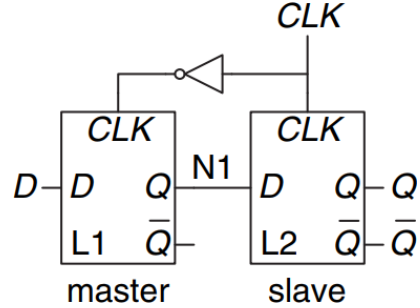 CLK
CLK CLK
D D Q N1 D Q Q
L1 Q̅ L2 Q̅ Q̅
master slave